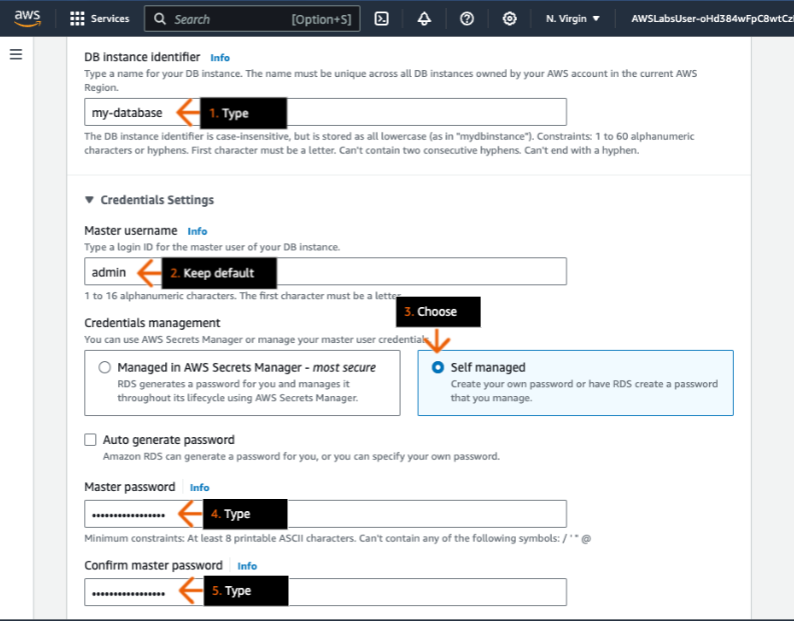 aws
Services
Search [Option+S]
N. Virgin ▼
AWSLabsUser-oHd384wFpC8wtCz
DB instance identifier Info
Type a name for your DB instance. The name must be unique across all DB instances owned by your AWS account in the current AWS
Region.
my-database
1. Type
The DB instance identifier is case-insensitive, but is stored as all lowercase (as in "mydbinstance"). Constraints: 1 to 60 alphanumeric
characters or hyphens. First character must be a letter. Can't contain two consecutive hyphens. Can't end with a hyphen.
▼ Credentials Settings
Master username Info
Type a login ID for the master user of your DB instance.
admin
2. Keep default
1 to 16 alphanumeric characters. The first character must be a letter
3. Choose
Credentials management
You can use AWS Secrets Manager or manage your master user credentials.
Managed in AWS Secrets Manager - most secure
RDS generates a password for you and manages it
throughout its lifecycle using AWS Secrets Manager.
Self managed
Create your own password or have RDS create a password
that you manage.
Auto generate password
Amazon RDS can generate a password for you, or you can specify your own password.
Master password Info
•••••••••••••••••
4. Type
Minimum constraints: At least 8 printable ASCII characters. Can't contain any of the following symbols: / ' " @
Confirm master password Info
•••••••••••••••••
5. Type